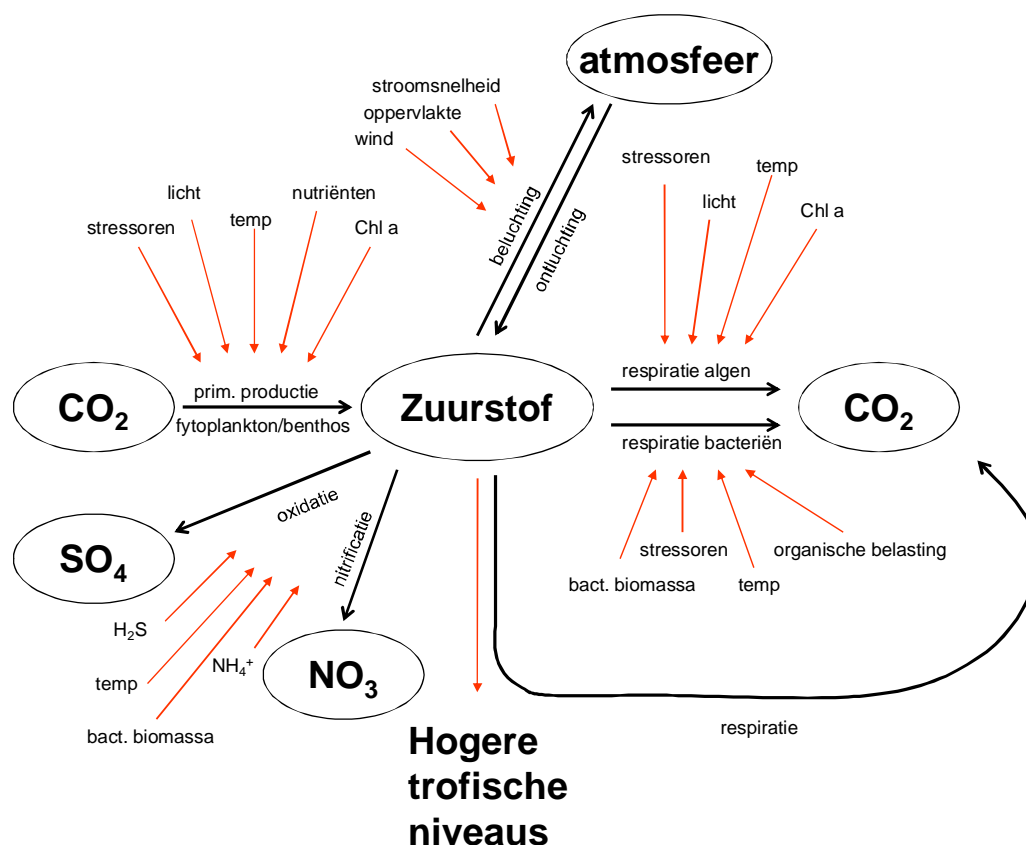 atmosfeer
stroomsnelheid
oppervlakte
wind
stressoren
temp
licht
nutriënten
licht
temp
Chl a
stressoren
Chl a
beluchting
ontluchting
CO₂
prim. productie
fytoplankton/benthos
Zuurstof
respiratie algen
respiratie bacteriën
CO₂
oxidatie
nitrificatie
SO₄
stressoren
organische belasting
bact. biomassa
temp
H₂S
NH₄⁺
temp
NO₃
bact. biomassa
respiratie
Hogere
trofische
niveaus